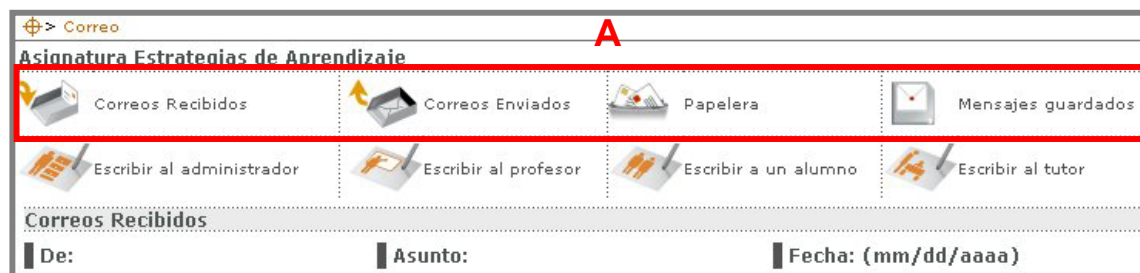 > Correo
A
Asignatura Estrategias de Aprendizaje
Correos Recibidos Correos Enviados Papelera Mensajes guardados
Escribir al administrador Escribir al profesor Escribir a un alumno Escribir al tutor
Correos Recibidos
De: Asunto: Fecha: (mm/dd/aaaa)